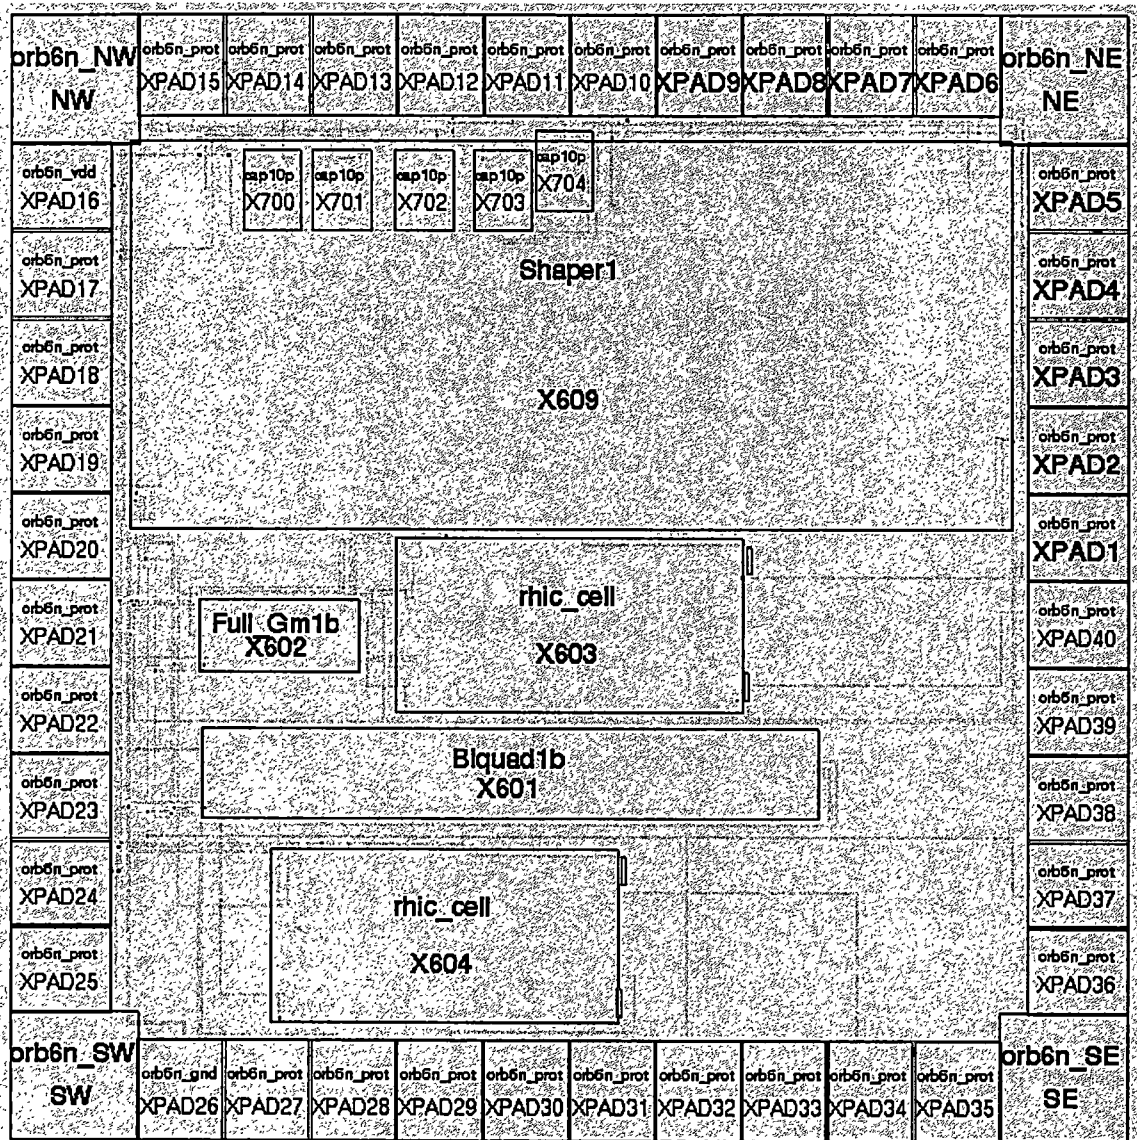 orb6n_NW
NW
orb6n_prot
XPAD15
orb6n_prot
XPAD14
orb6n_prot
XPAD13
orb6n_prot
XPAD12
orb6n_prot
XPAD11
orb6n_prot
XPAD10
orb6n_prot
XPAD9
orb6n_prot
XPAD8
orb6n_prot
XPAD7
orb6n_prot
XPAD6
orb6n_NE
NE
orb6n_vdd
XPAD16
orb6n_prot
XPAD17
orb6n_prot
XPAD18
orb6n_prot
XPAD19
orb6n_prot
XPAD20
orb6n_prot
XPAD21
orb6n_prot
XPAD22
orb6n_prot
XPAD23
orb6n_prot
XPAD24
orb6n_prot
XPAD25
cap10p
X700
cap10p
X701
cap10p
X702
cap10p
X703
cap10p
X704
Shaper1
X609
rhic_cell
X603
Full_Gm1b
X602
Biquad1b
X601
rhic_cell
X604
orb6n_prot
XPAD5
orb6n_prot
XPAD4
orb6n_prot
XPAD3
orb6n_prot
XPAD2
orb6n_prot
XPAD1
orb6n_prot
XPAD40
orb6n_prot
XPAD39
orb6n_prot
XPAD38
orb6n_prot
XPAD37
orb6n_prot
XPAD36
orb6n_SW
SW
orb6n_gnd
XPAD26
orb6n_prot
XPAD27
orb6n_prot
XPAD28
orb6n_prot
XPAD29
orb6n_prot
XPAD30
orb6n_prot
XPAD31
orb6n_prot
XPAD32
orb6n_prot
XPAD33
orb6n_prot
XPAD34
orb6n_prot
XPAD35
orb6n_SE
SE